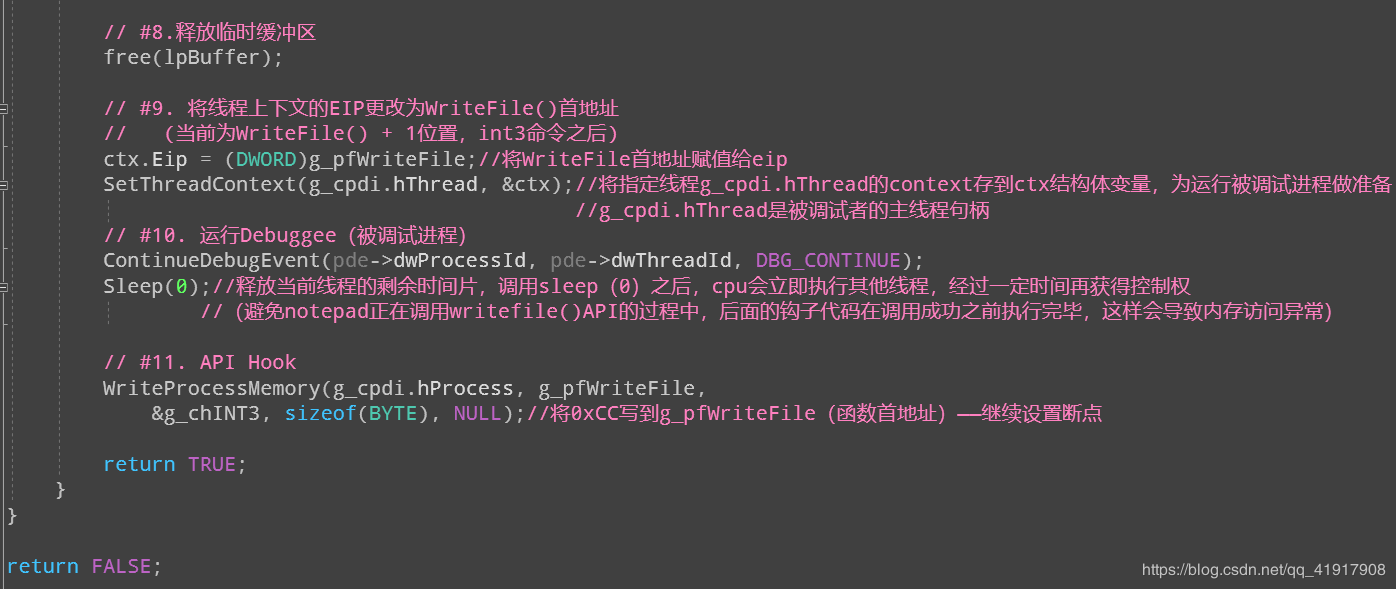 // #8.释放临时缓冲区
free(lpBuffer);
// #9. 将线程上下文的EIP更改为WriteFile()首地址
//   (当前为WriteFile() + 1位置，int3命令之后)
ctx.Eip = (DWORD)g_pfWriteFile;//将WriteFile首地址赋值给eip
SetThreadContext(g_cpdi.hThread, &ctx);//将指定线程g_cpdi.hThread的context存到ctx结构体变量，为运行被调试进程做准备
//g_cpdi.hThread是被调试者的主线程句柄
// #10. 运行Debuggee（被调试进程）
ContinueDebugEvent(pde->dwProcessId, pde->dwThreadId, DBG_CONTINUE);
Sleep(0);//释放当前线程的剩余时间片，调用sleep（0）之后，cpu会立即执行其他线程，经过一定时间再获得控制权
// (避免notepad正在调用writefile()API的过程中，后面的钩子代码在调用成功之前执行完毕，这样会导致内存访问异常)
// #11. API Hook
WriteProcessMemory(g_cpdi.hProcess, g_pfWriteFile,
&g_chINT3, sizeof(BYTE), NULL);//将0xCC写到g_pfWriteFile（函数首地址）——继续设置断点
return TRUE;
}
}
return FALSE;
https://blog.csdn.net/qq_41917908